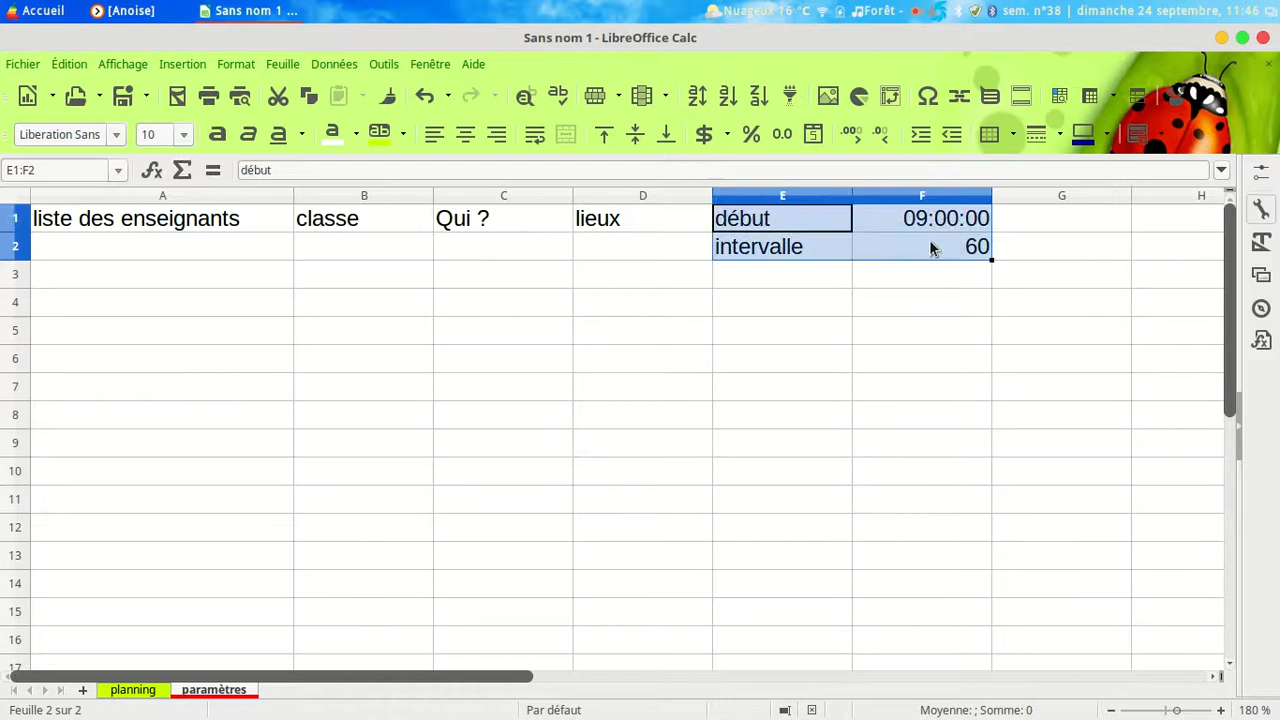 Accueil [Anoise] Sans nom 1 ... Nuageux 16 °C ♫Forêt sem. n°38 | dimanche 24 septembre, 11:46
Sans nom 1 - LibreOffice Calc
Fichier Édition Affichage Insertion Format Feuille Données Outils Fenêtre Aide
Liberation Sans 10
E1:F2 début
A B C D E F G H
1 liste des enseignants classe Qui ? lieux début 09:00:00
2 intervalle 60
3
4
5
6
7
8
9
10
11
12
13
14
15
16
17
planning paramètres
Feuille 2 sur 2 Par défaut Moyenne: ; Somme: 0 180 %